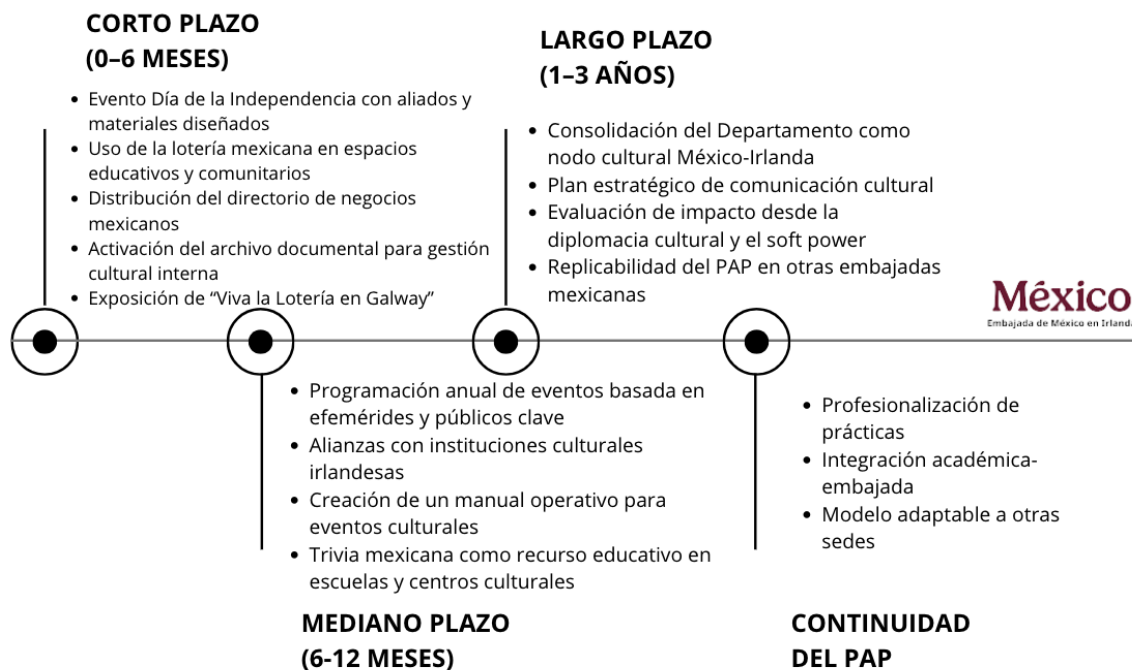 CORTO PLAZO
(0–6 MESES)
• Evento Día de la Independencia con aliados y
materiales diseñados
• Uso de la lotería mexicana en espacios
educativos y comunitarios
• Distribución del directorio de negocios
mexicanos
• Activación del archivo documental para gestión
cultural interna
• Exposición de “Viva la Lotería en Galway”
• Programación anual de eventos basada en
efemérides y públicos clave
• Alianzas con instituciones culturales
irlandesas
• Creación de un manual operativo para
eventos culturales
• Trivia mexicana como recurso educativo en
escuelas y centros culturales
MEDIANO PLAZO
(6-12 MESES)
LARGO PLAZO
(1–3 AÑOS)
• Consolidación del Departamento como
nodo cultural México-Irlanda
• Plan estratégico de comunicación cultural
• Evaluación de impacto desde la
diplomacia cultural y el soft power
• Replicabilidad del PAP en otras embajadas
mexicanas
México
Embajada de México en Irlanda
• Profesionalización de
prácticas
• Integración académica-
embajada
• Modelo adaptable a otras
sedes
CONTINUIDAD
DEL PAP